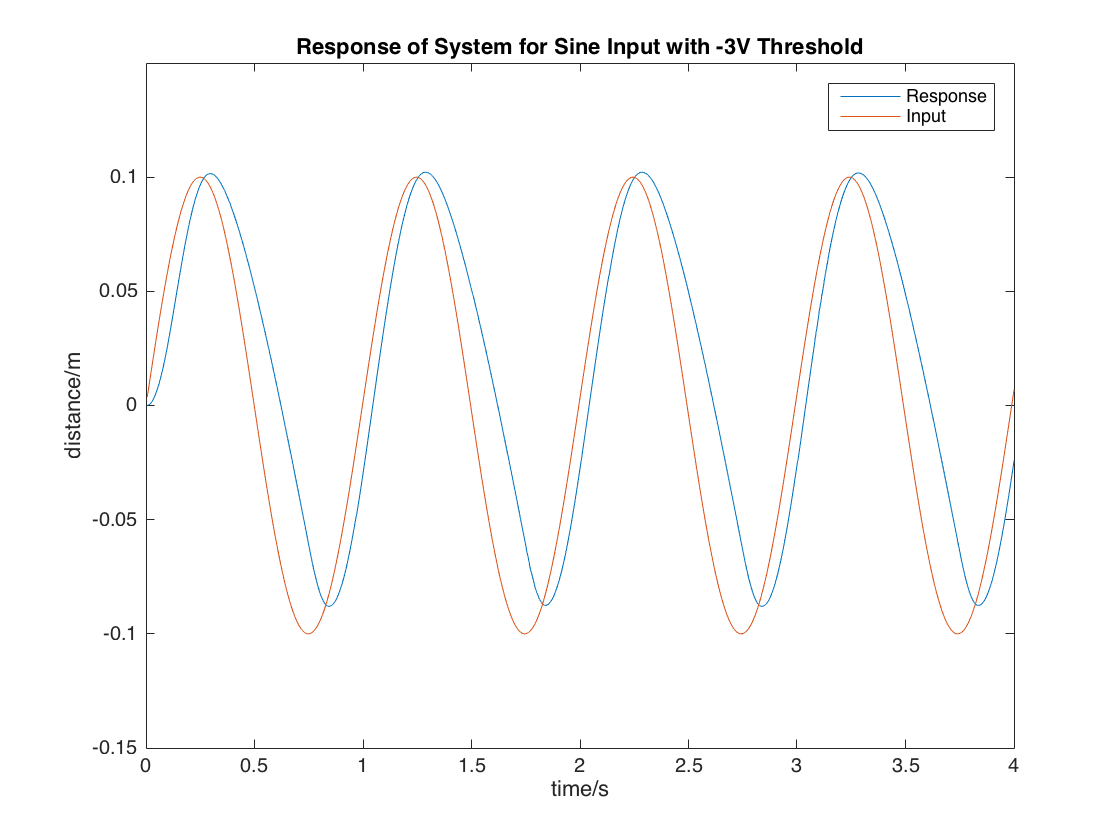 Response of System for Sine Input with -3V Threshold
Response
Input
0.1
0.05
0
-0.05
-0.1
-0.15
distance/m
0 0.5 1 1.5 2 2.5 3 3.5 4
time/s